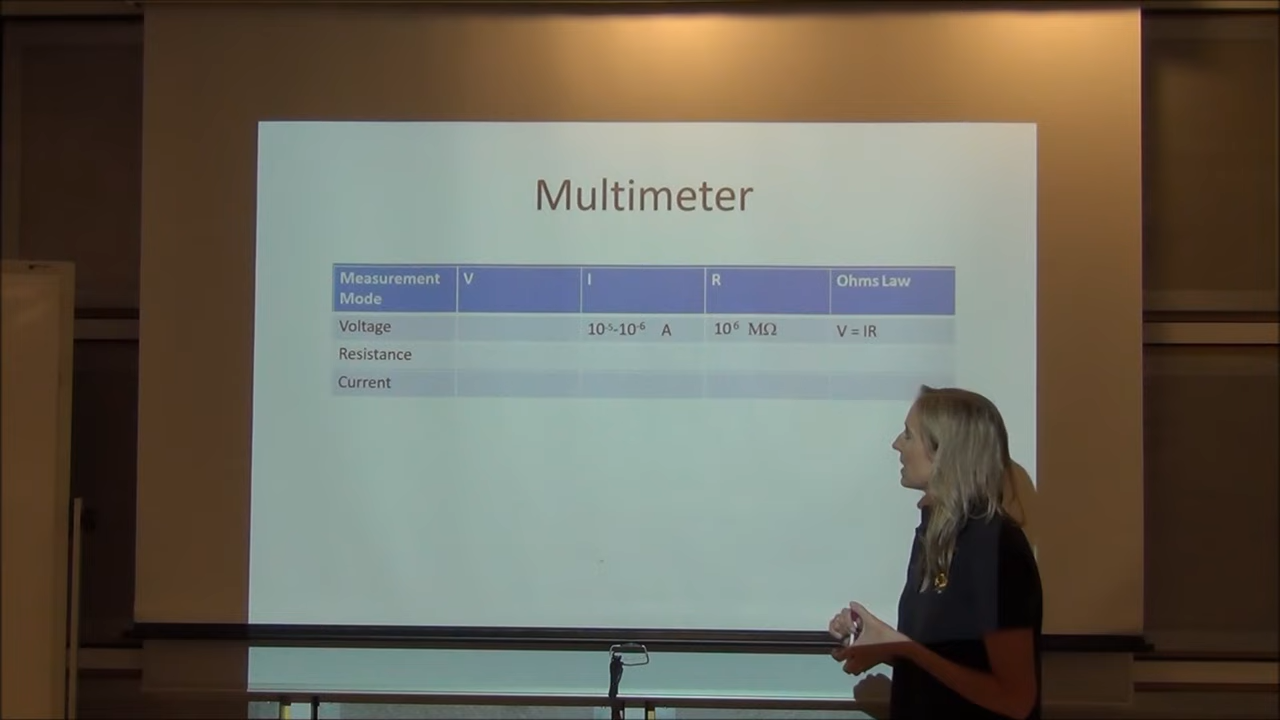 Multimeter
Measurement Mode V I R Ohms Law
Voltage 10⁻⁵-10⁻⁶ A 10⁶ MΩ V = IR
Resistance
Current